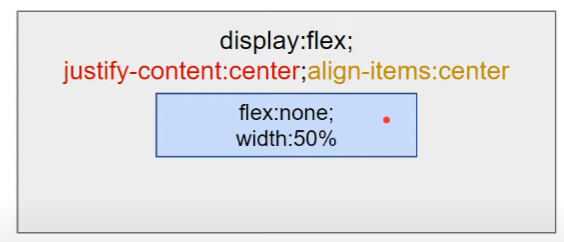 display:flex;
justify-content:center;align-items:center
flex:none;
width:50%